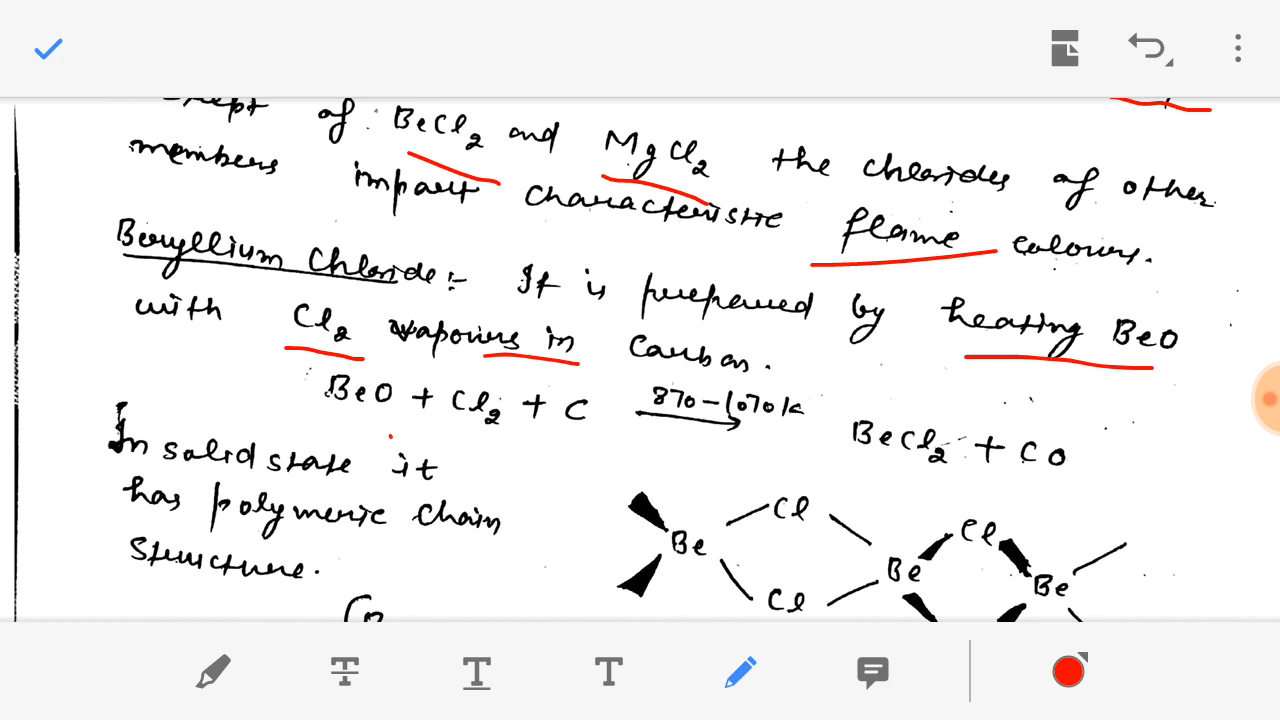 of BeCl2 and MgCl2 the chlorides of other
members impart characteristic flame colours.
Beryllium Chloride:- It is prepared by heating BeO
with Cl2 vapours in Carbon.
BeO + Cl2 + C 870-1070K BeCl2 + CO
In solid state it
has polymeric chain
structure.
Cl Cl
Be Be Be
Cl
T T T